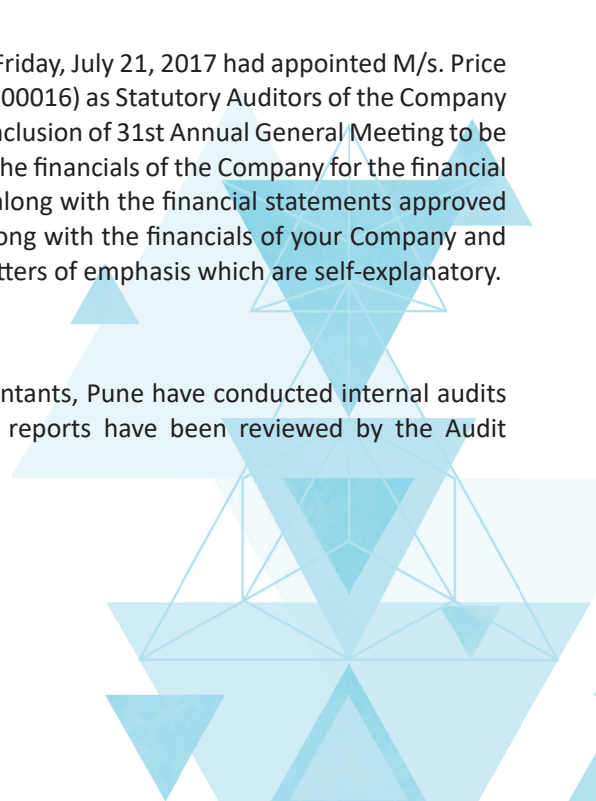 Friday, July 21, 2017 had appointed M/s. Price
00016) as Statutory Auditors of the Company
nclusion of 31st Annual General Meeting to be
he financials of the Company for the financial
along with the financial statements approved
ong with the financials of your Company and
tters of emphasis which are self-explanatory.
ntants, Pune have conducted internal audits
reports have been reviewed by the Audit